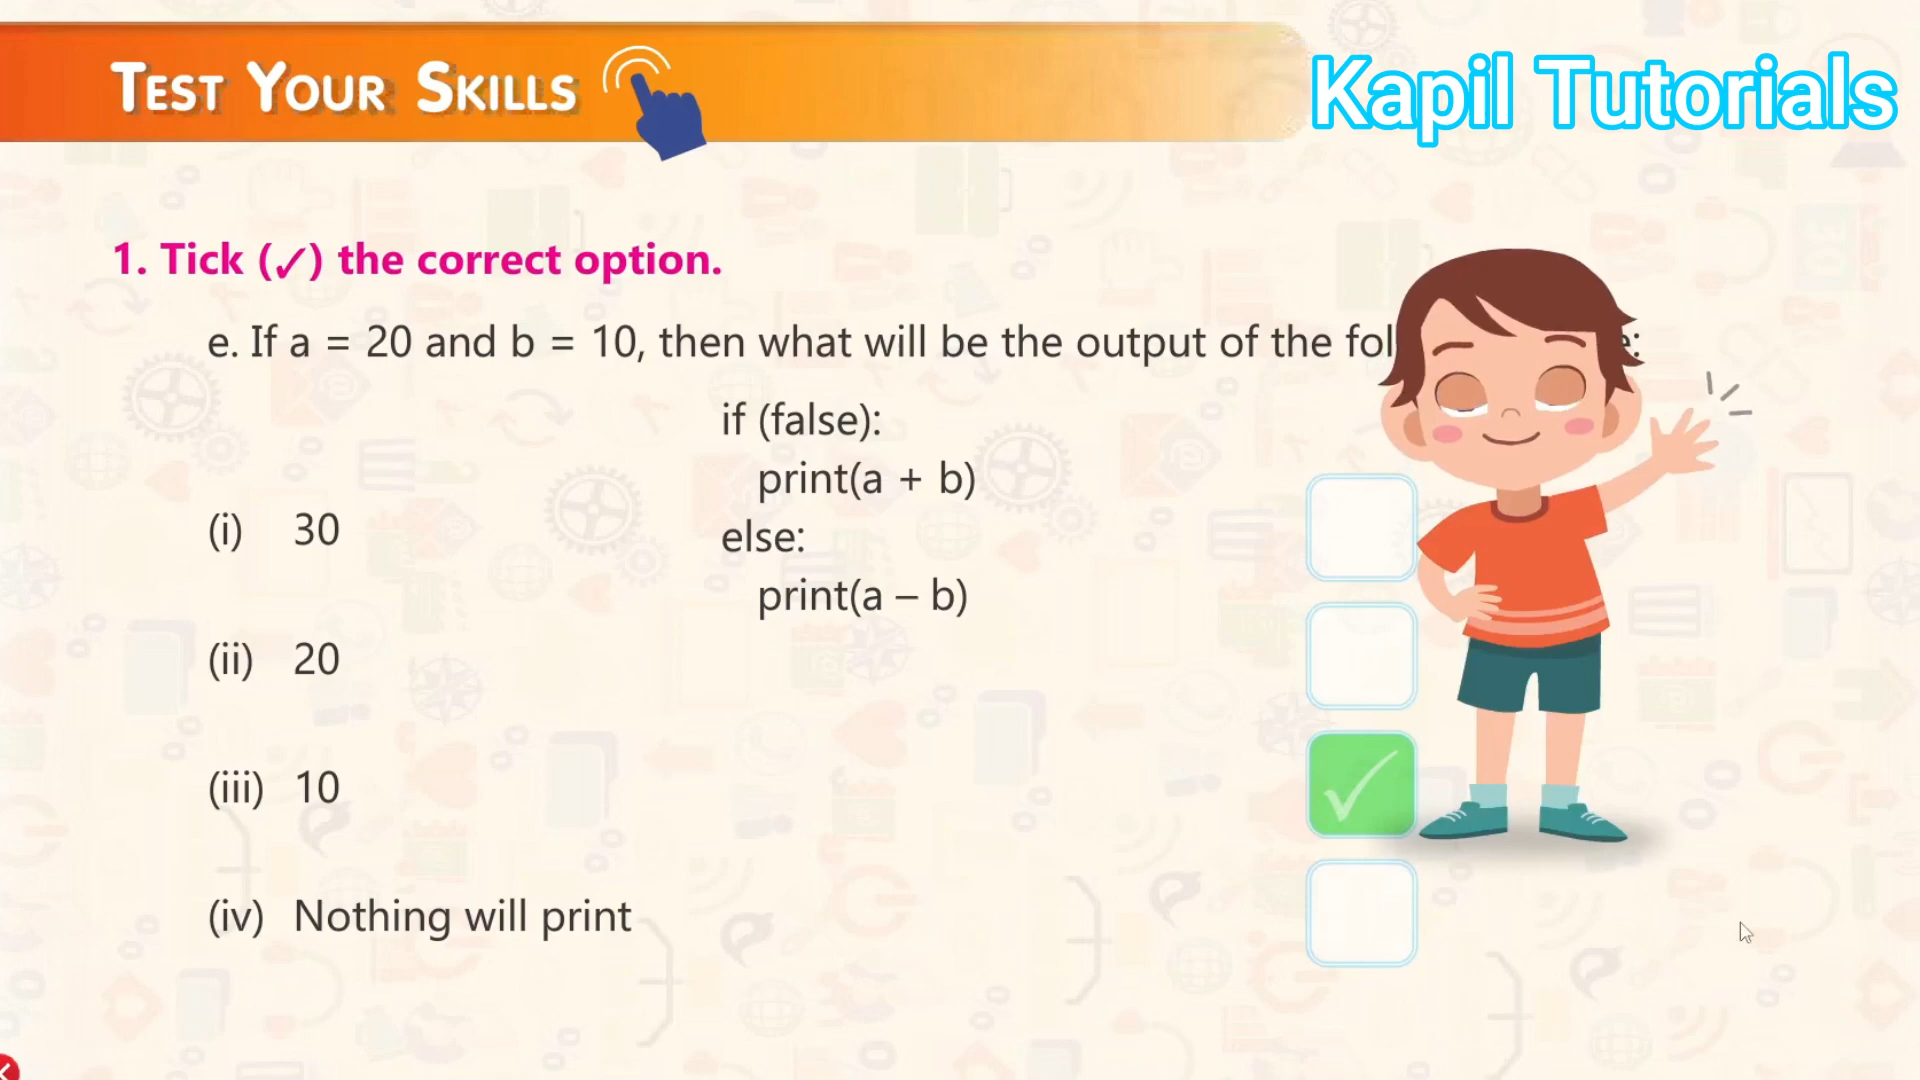 TEST YOUR SKILLS
Kapil Tutorials
1. Tick (✓) the correct option.
e. If a = 20 and b = 10, then what will be the output of the
if (false):
print(a + b)
else:
print(a – b)
(i) 30
(ii) 20
(iii) 10
(iv) Nothing will print